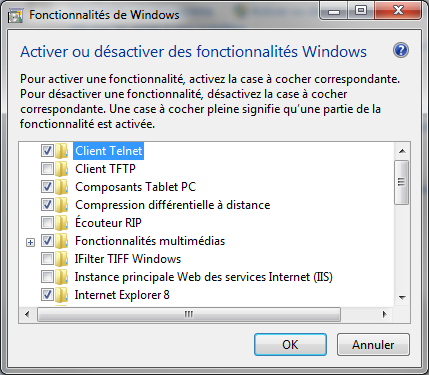 Fonctionnalités de Windows
Activer ou désactiver des fonctionnalités Windows
Pour activer une fonctionnalité, activez la case à cocher correspondante.
Pour désactiver une fonctionnalité, désactivez la case à cocher
correspondante. Une case à cocher pleine signifie qu'une partie de la
fonctionnalité est activée.
Client Telnet
Client TFTP
Composants Tablet PC
Compression différentielle à distance
Écouteur RIP
Fonctionnalités multimédias
IFilter TIFF Windows
Instance principale Web des services Internet (IIS)
Internet Explorer 8
OK
Annuler